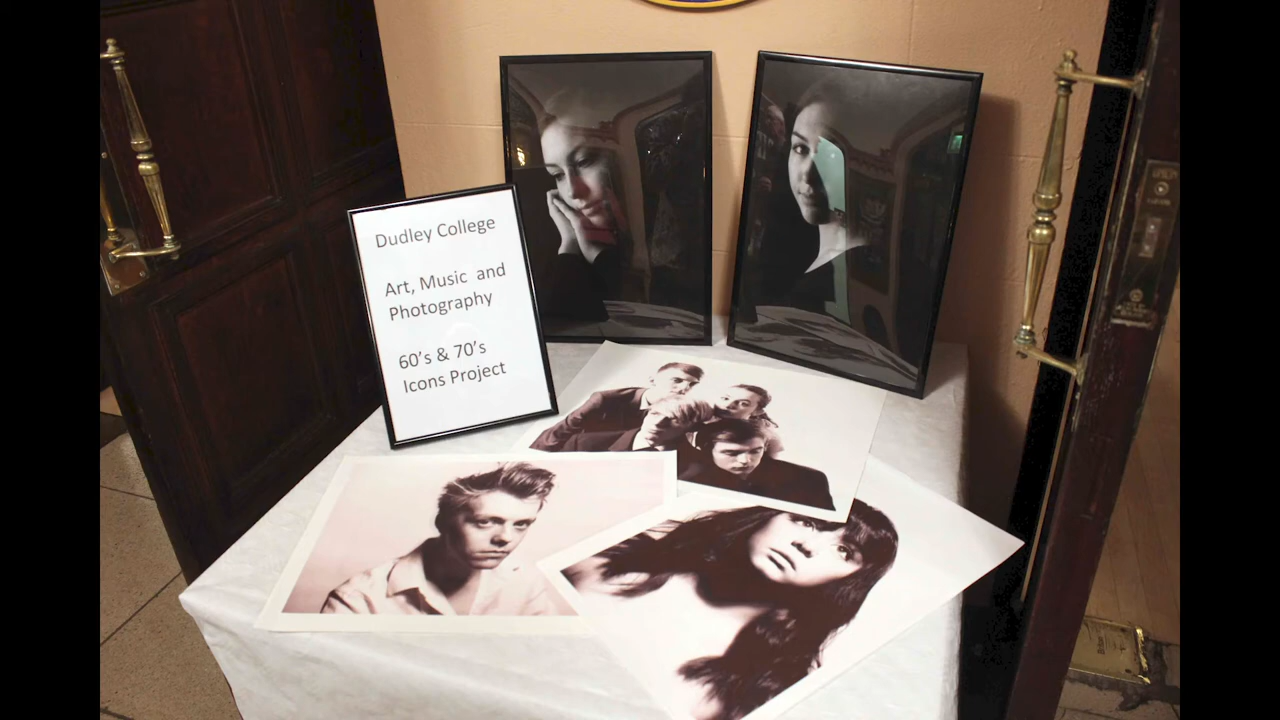 Dudley College
Art, Music and
Photography
60's & 70's
Icons Project